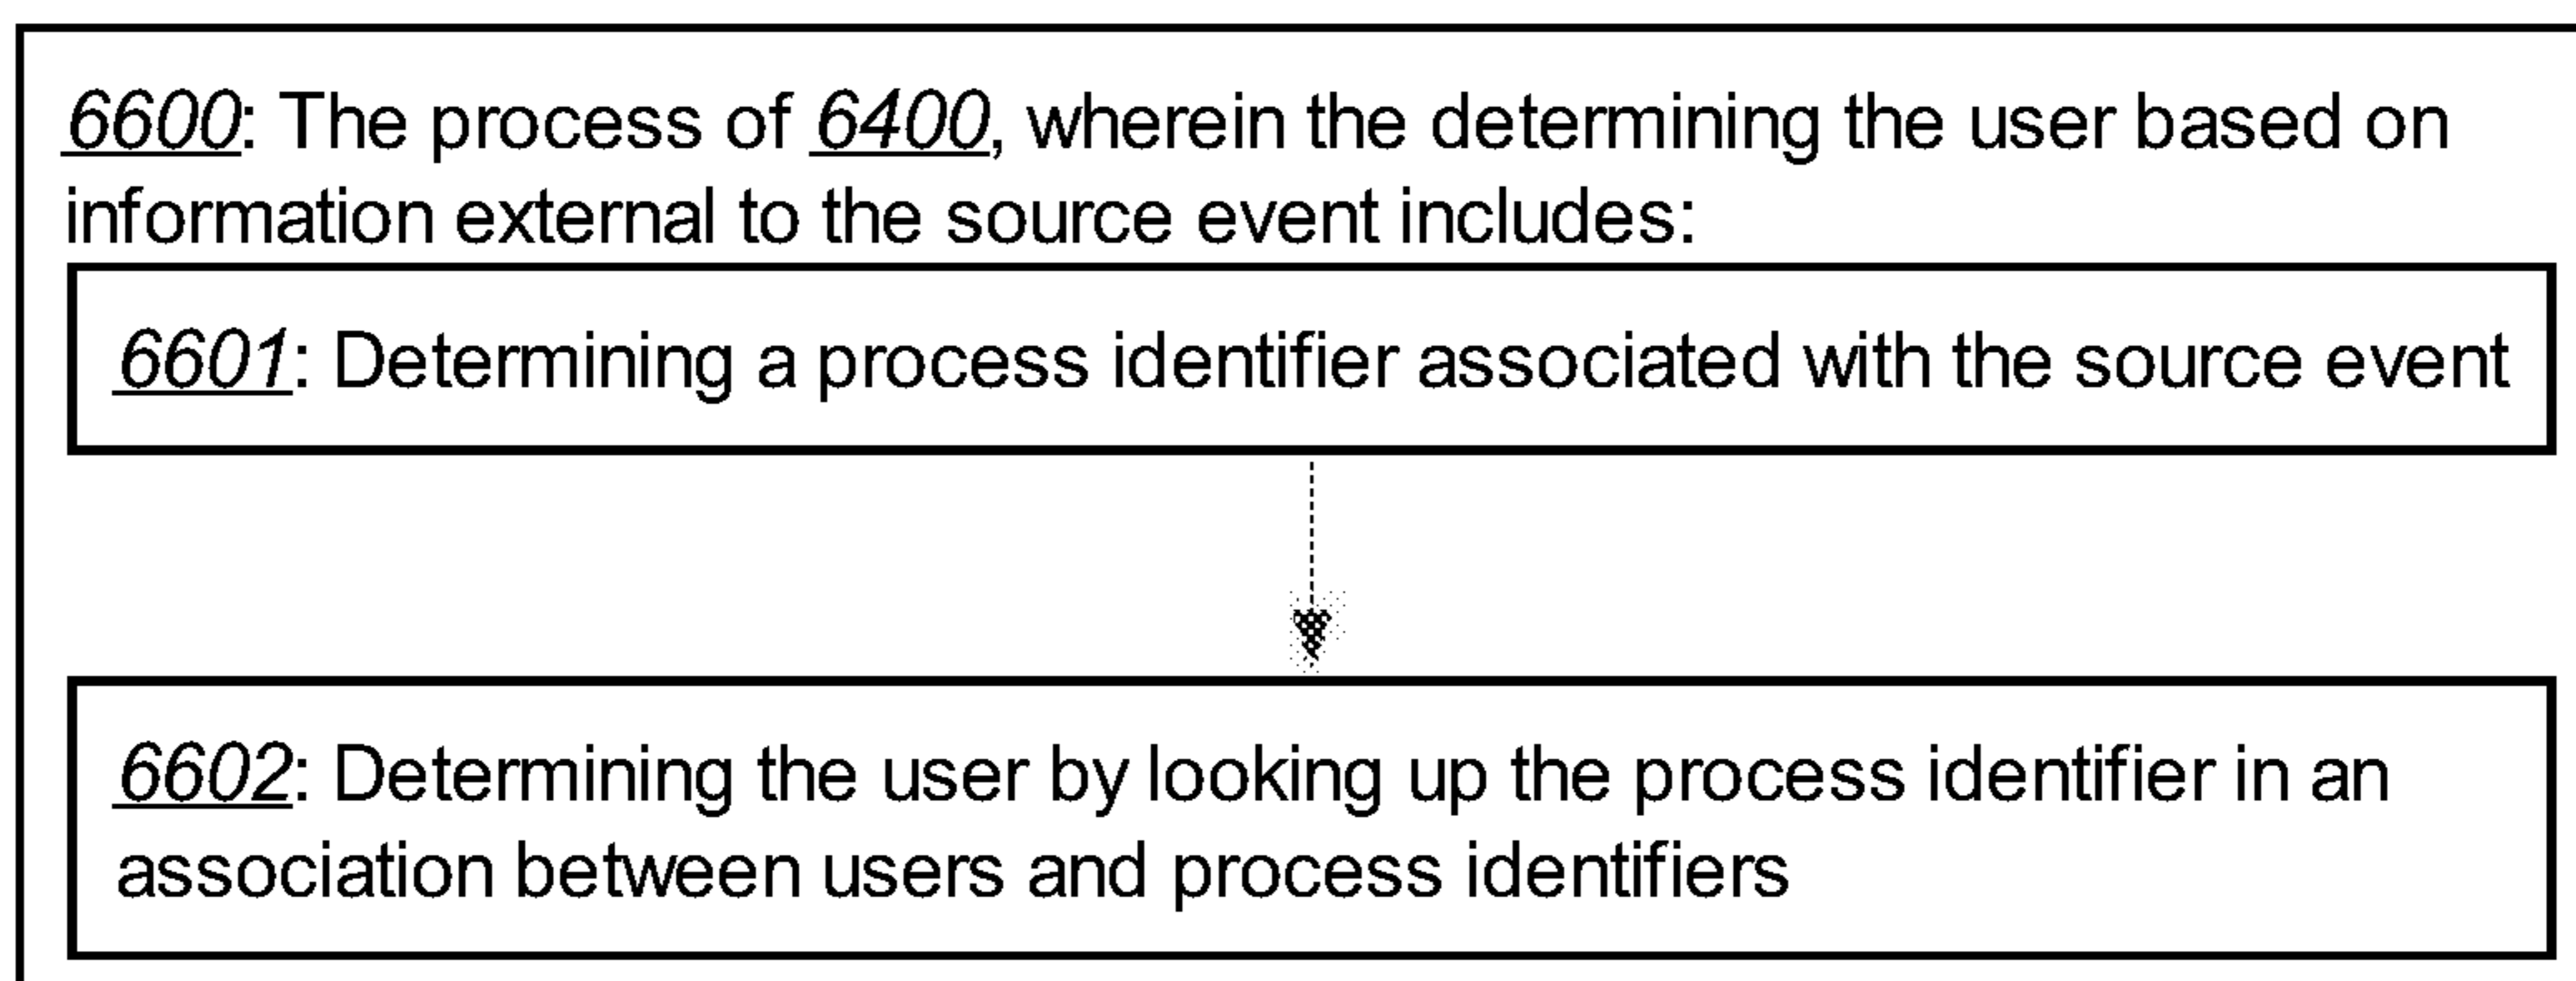 6600: The process of 6400, wherein the determining the user based on
information external to the source event includes:
6601: Determining a process identifier associated with the source event
6602: Determining the user by looking up the process identifier in an
association between users and process identifiers